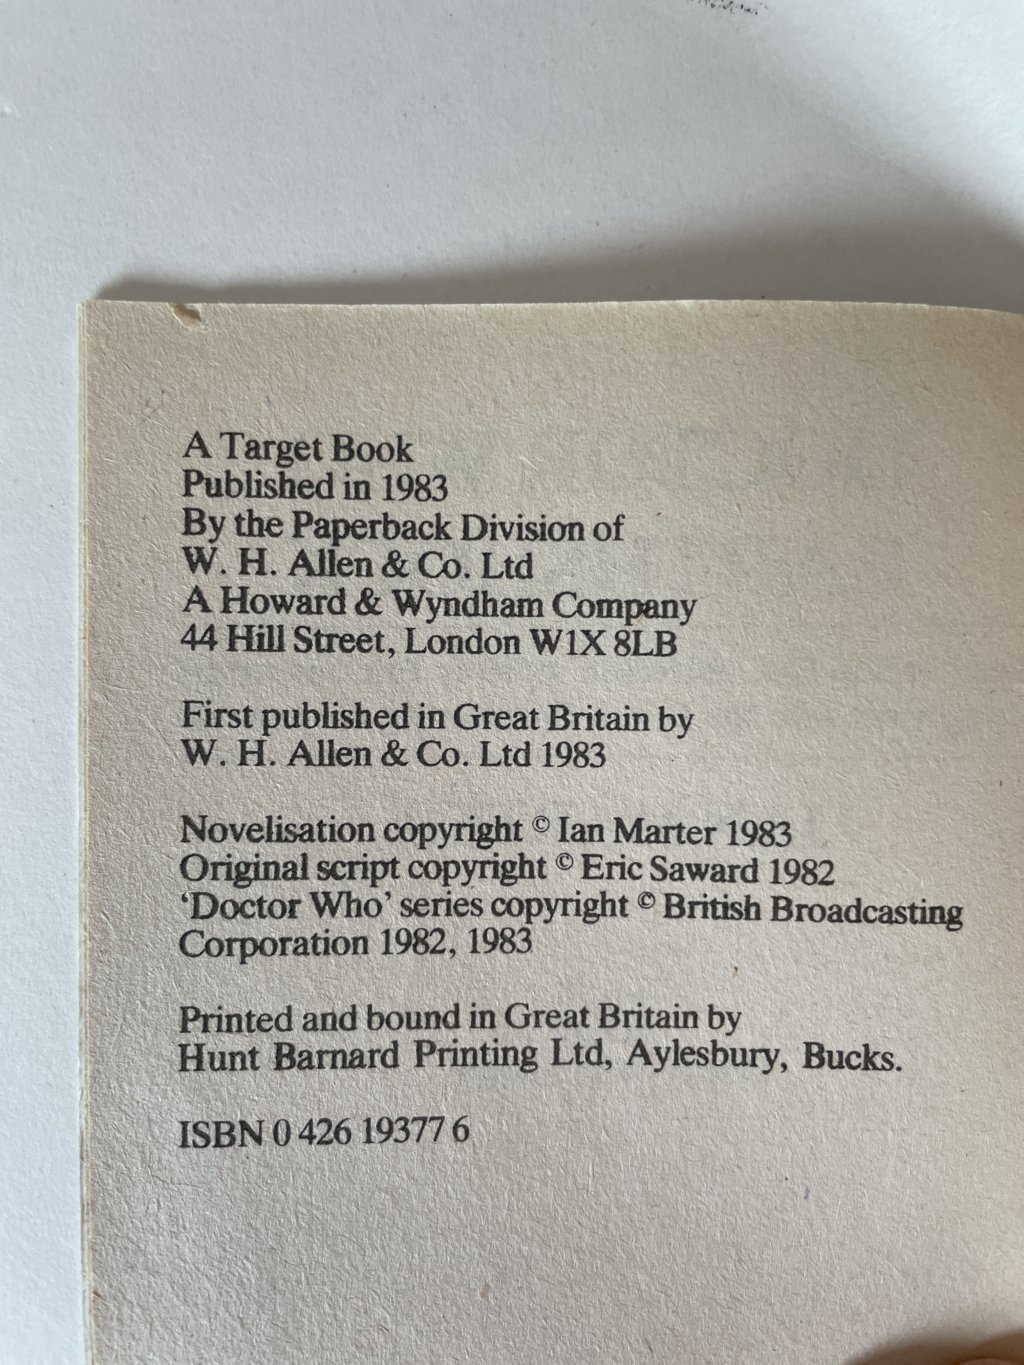 A Target Book
Published in 1983
By the Paperback Division of
W. H. Allen & Co. Ltd
A Howard & Wyndham Company
44 Hill Street, London W1X 8LB
First published in Great Britain by
W. H. Allen & Co. Ltd 1983
Novelisation copyright © Ian Marter 1983
Original script copyright © Eric Saward 1982
‘Doctor Who’ series copyright © British Broadcasting
Corporation 1982, 1983
Printed and bound in Great Britain by
Hunt Barnard Printing Ltd, Aylesbury, Bucks.
ISBN 0 426 19377 6